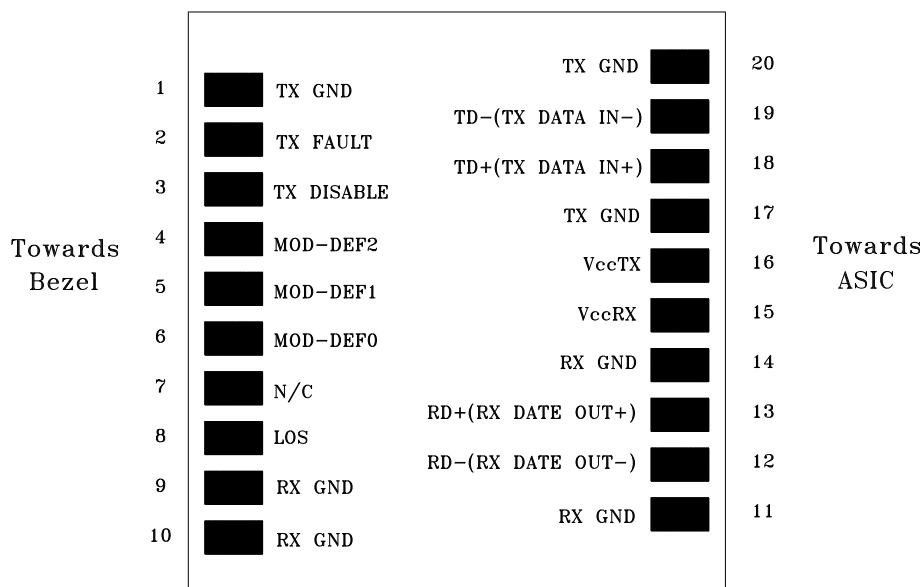 1 TX GND
2 TX FAULT
3 TX DISABLE
4 MOD-DEF2
5 MOD-DEF1
6 MOD-DEF0
7 N/C
8 LOS
9 RX GND
10 RX GND
Towards
Bezel
TX GND 20
TD-(TX DATA IN-) 19
TD+(TX DATA IN+) 18
TX GND 17
VccTX 16
VccRX 15
RX GND 14
RD+(RX DATE OUT+) 13
RD-(RX DATE OUT-) 12
RX GND 11
Towards
ASIC